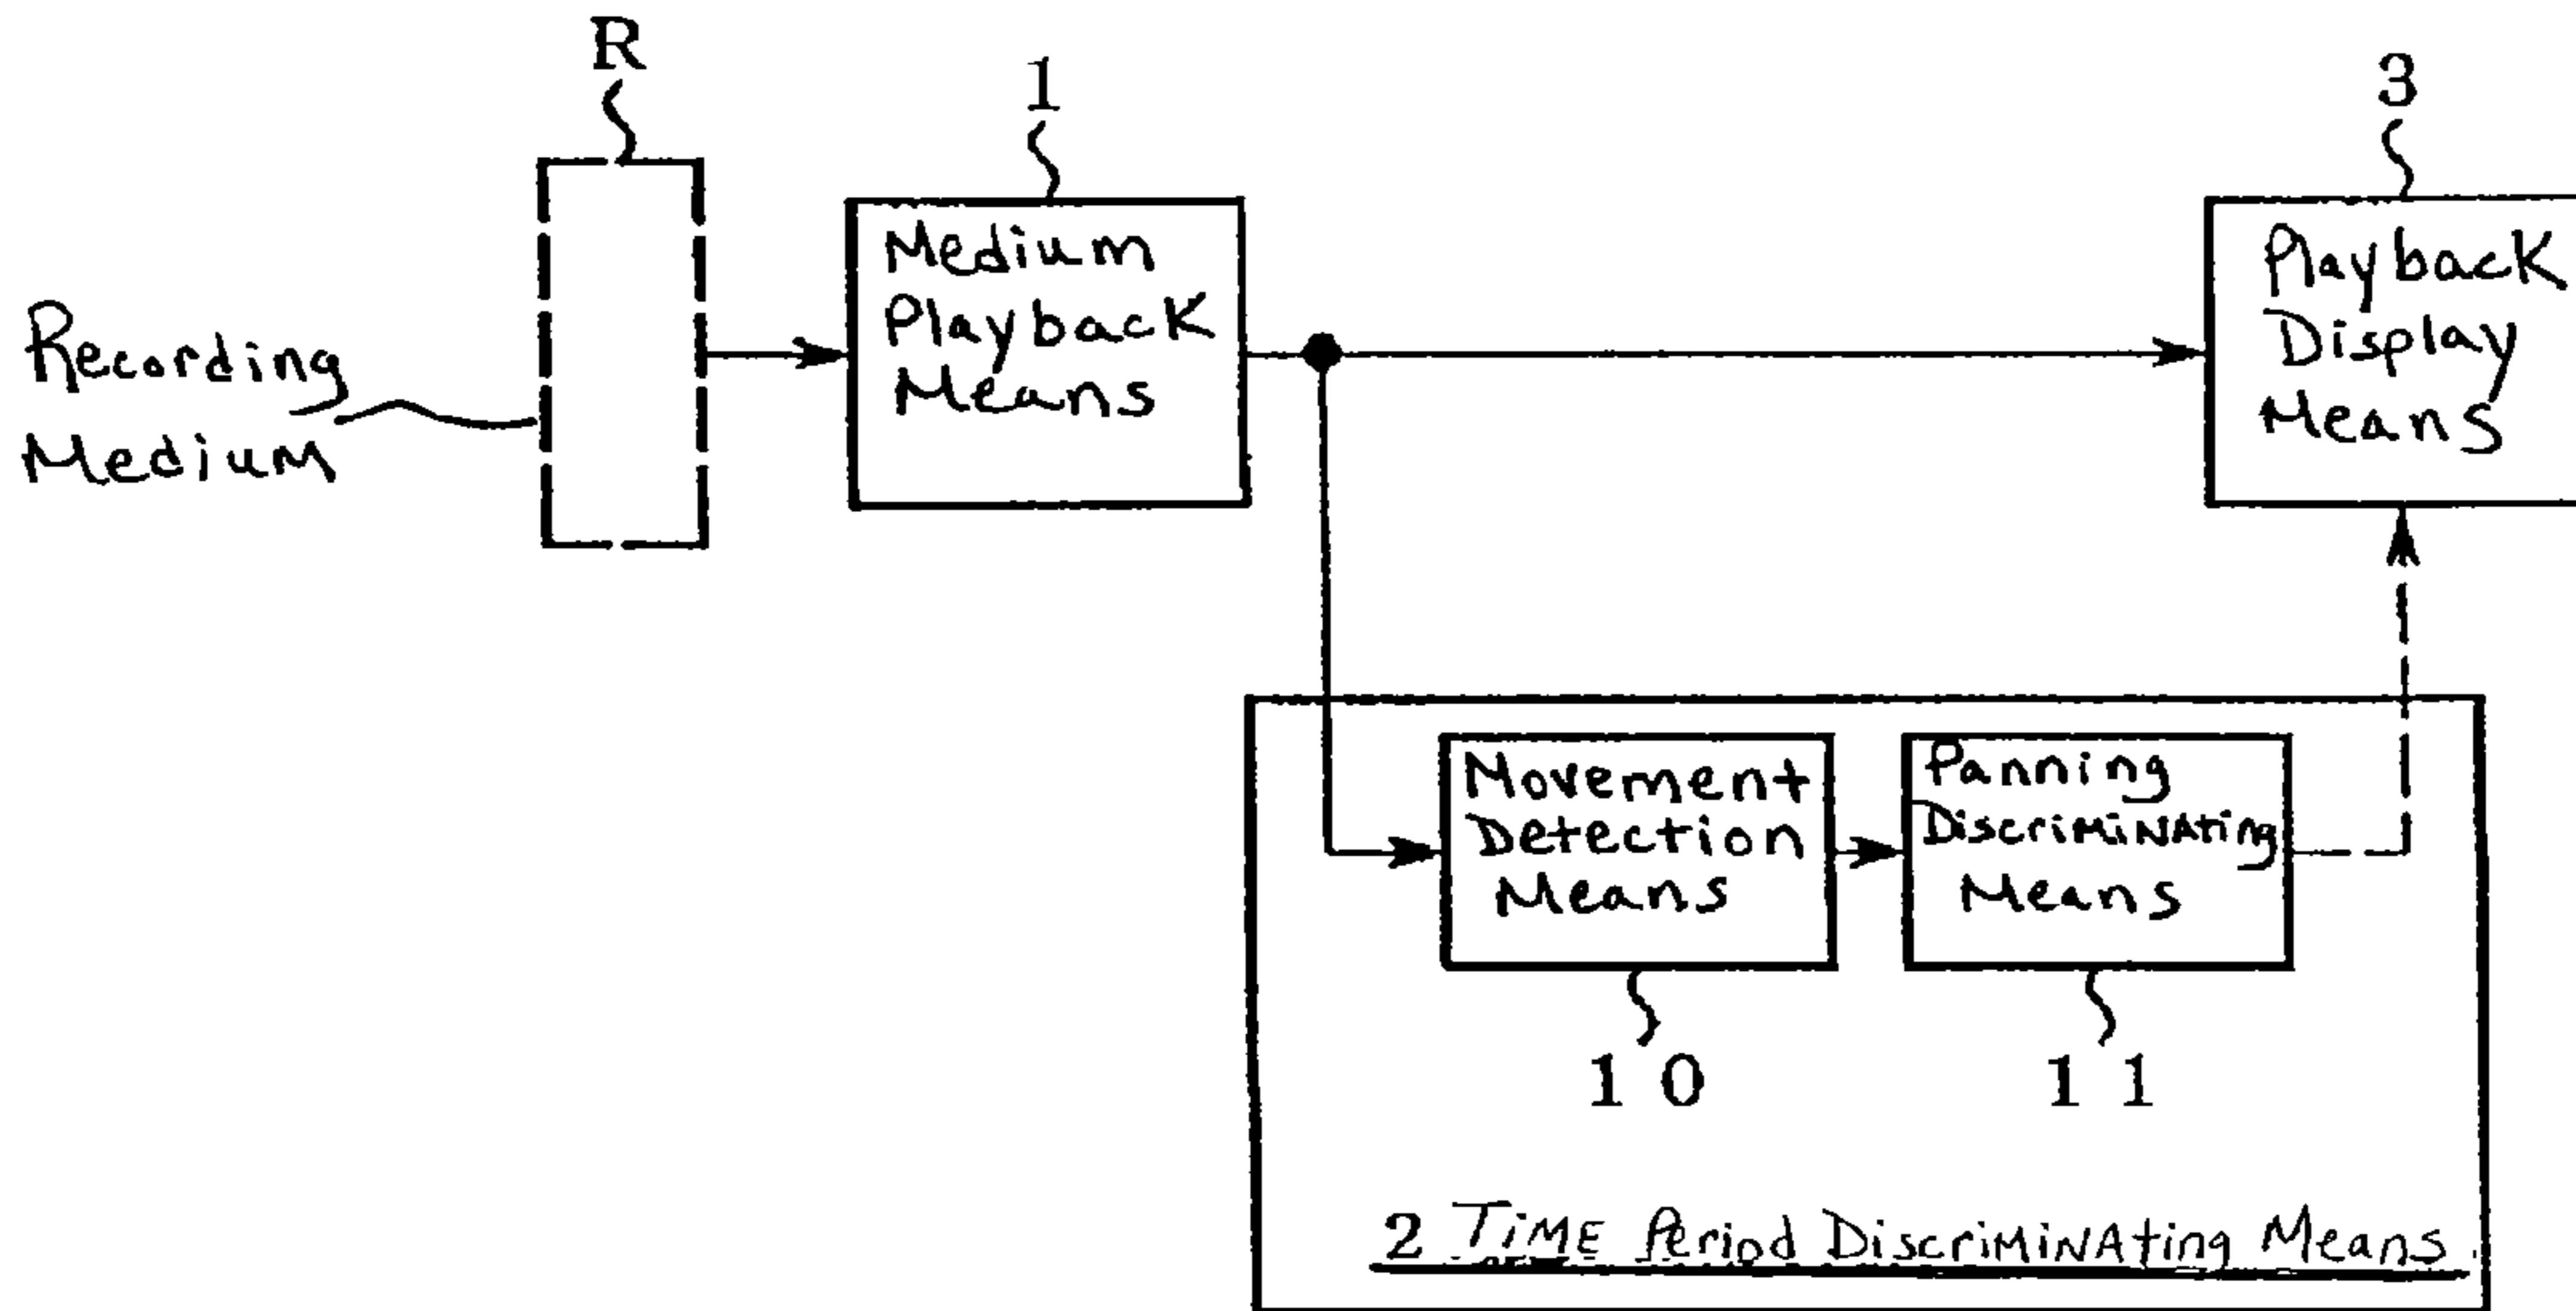 R
1
3
Medium
Playback
Means
Playback
Display
Means
Recording
Medium
Movement
Detection
Means
Panning
Discriminating
Means
10
11
2 Time Period Discriminating Means